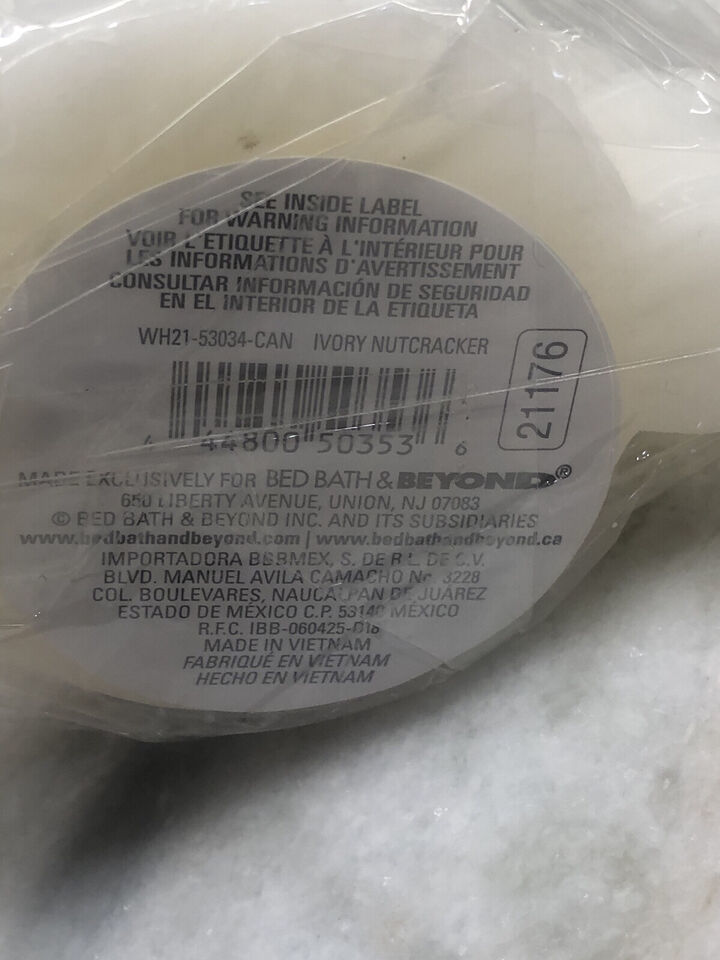 SEE INSIDE LABEL
FOR WARNING INFORMATION
VOIR L'ETIQUETTE À L'INTÉRIEUR POUR
LES INFORMATIONS D'AVERTISSEMENT
CONSULTAR INFORMACIÓN DE SEGURIDAD
EN EL INTERIOR DE LA ETIQUETA
WH21-53034-CAN IVORY NUTCRACKER
21176
4 44800 50353 6
MADE EXCLUSIVELY FOR BED BATH & BEYOND®
650 LIBERTY AVENUE, UNION, NJ 07083
© BED BATH & BEYOND INC. AND ITS SUBSIDIARIES
www.bedbathandbeyond.com | www.bedbathandbeyond.ca
IMPORTADORA BBBMEX, S. DE R.L. DE C.V.
BLVD. MANUEL AVILA CAMACHO No. 3228
COL. BOULEVARES, NAUCALPAN DE JUÁREZ
ESTADO DE MÉXICO C.P. 53140 MÉXICO
R.F.C. IBB-060425-D18
MADE IN VIETNAM
FABRIQUÉ EN VIETNAM
HECHO EN VIETNAM